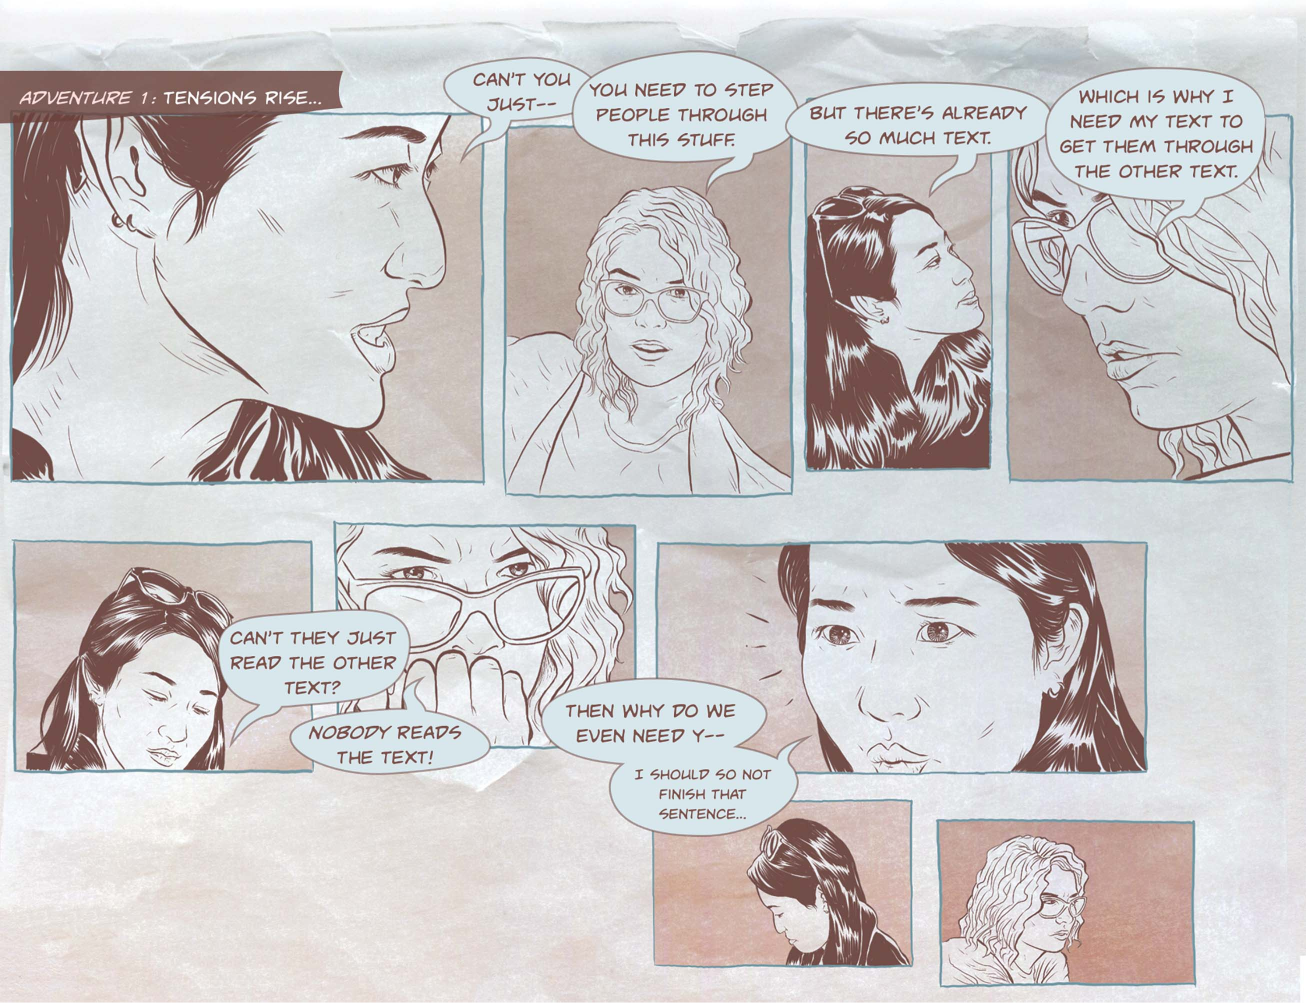 ADVENTURE 1: TENSIONS RISE...
CAN'T YOU
JUST--
YOU NEED TO STEP
PEOPLE THROUGH
THIS STUFF.
BUT THERE'S ALREADY
SO MUCH TEXT.
WHICH IS WHY I
NEED MY TEXT TO
GET THEM THROUGH
THE OTHER TEXT.
CAN'T THEY JUST
READ THE OTHER
TEXT?
NOBODY READS
THE TEXT!
THEN WHY DO WE
EVEN NEED Y--
I SHOULD SO NOT
FINISH THAT
SENTENCE...